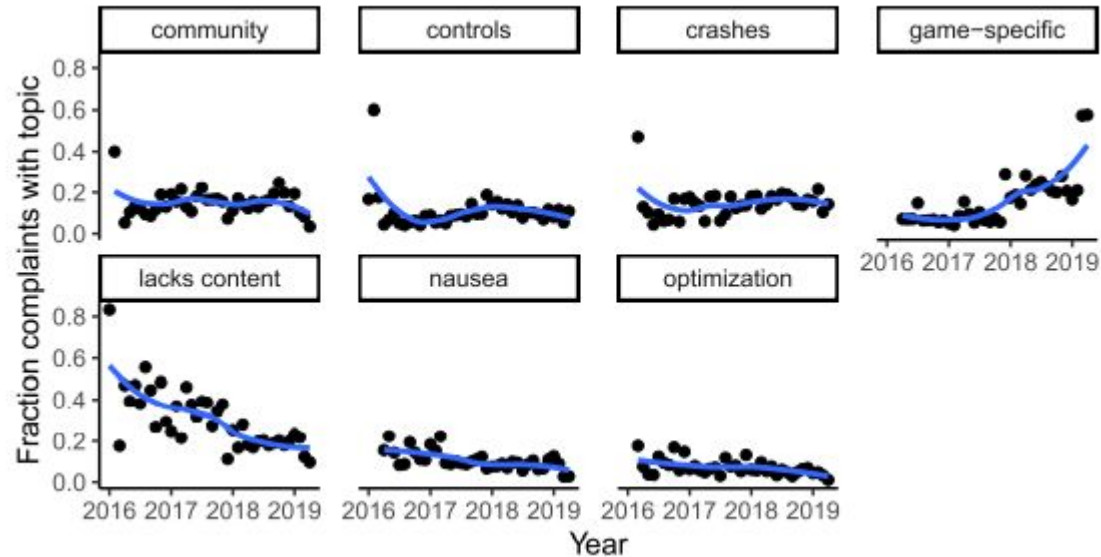 community controls crashes game−specific
0.8
0.6
0.4
0.2
0.0
2016 2017 2018 2019
lacks content nausea optimization
0.8
0.6
0.4
0.2
0.0
2016 2017 2018 2019 2016 2017 2018 2019 2016 2017 2018 2019
Year
Fraction complaints with topic